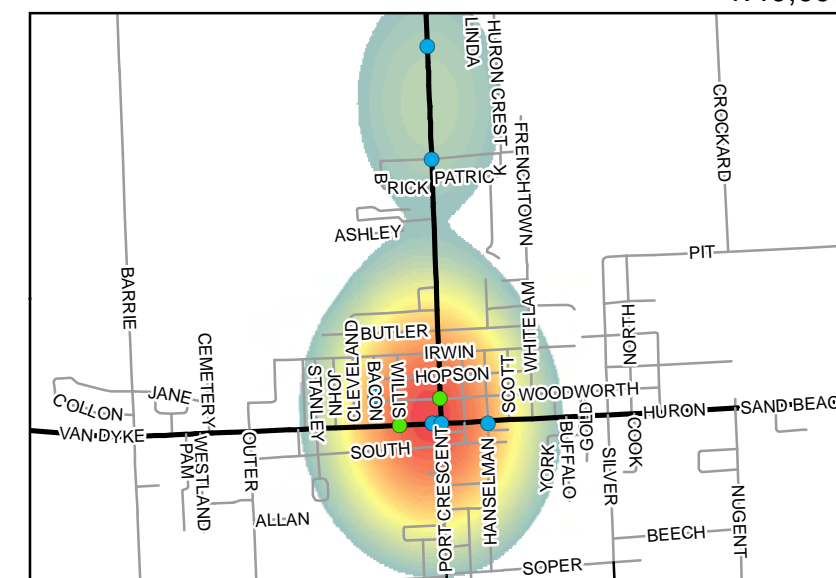 LINDA
HURON CREST
CROCKARD
FRENCHTOWN
K
PATRIC
BRICK
ASHLEY
PIT
BARRIE
WHITELAM
NORTH
CEMETERY
CLEVELAND
BUTLER
IRWIN
SCOTT
JOHN
BACON
WILLIS
HOPSON
STANLEY
JANE
WOODWORTH
COLLON
GOLD
HURON
SAND BEAC
VAN DYKE
OUTER
SOUTH
PORT CRESCENT
HANSELMAN
YORK
BUFFALO
COOK
PAM
WESTLAND
SILVER
NUGENT
ALLAN
BEECH
SOPER